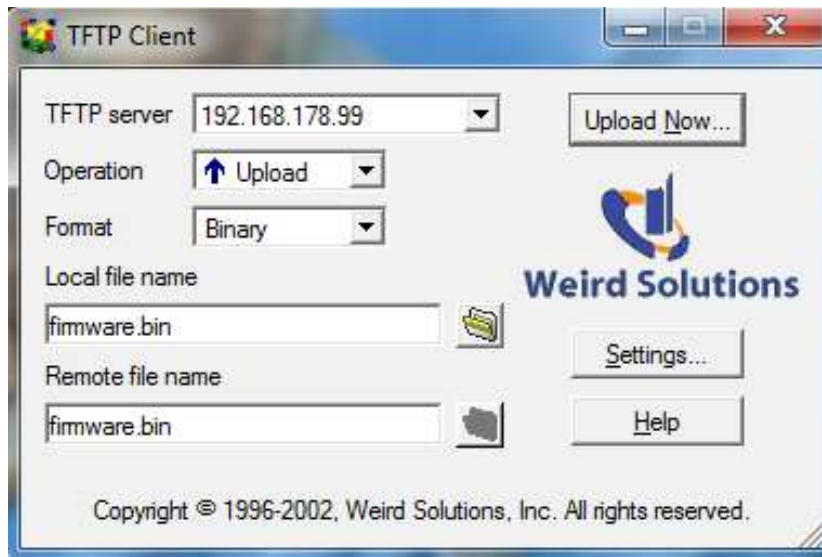 TFTP Client
TFTP server 192.168.178.99 Upload Now...
Operation Upload
Format Binary
Weird Solutions
Local file name
firmware.bin
Settings...
Remote file name
firmware.bin
Help
Copyright © 1996-2002, Weird Solutions, Inc. All rights reserved.